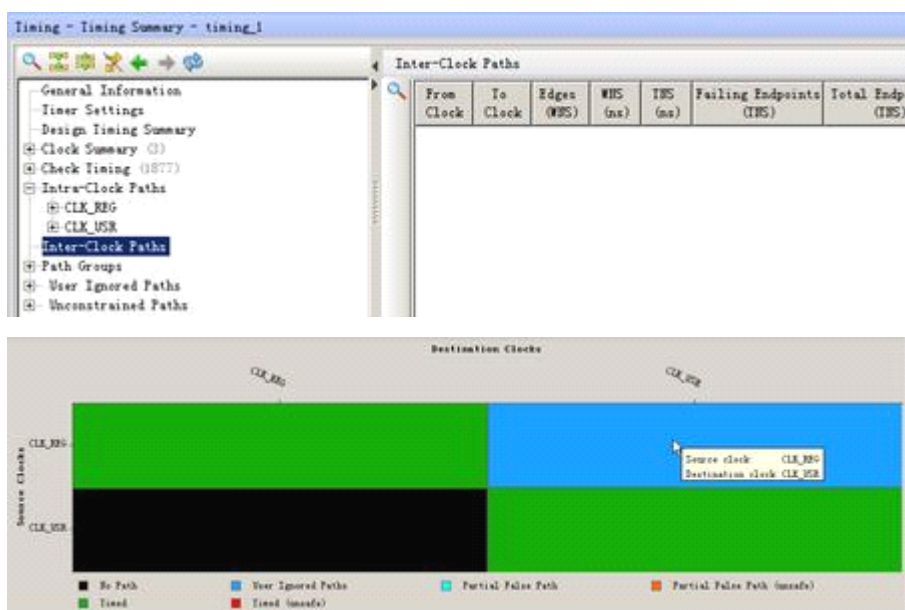 Timing - Timing Summary - timing_1
Inter-Clock Paths
General Information
Timer Settings
Design Timing Summary
Clock Summary (3)
Check Timing (1877)
Intra-Clock Paths
CLK_REG
CLK_USR
Inter-Clock Paths
Path Groups
User Ignored Paths
Unconstrained Paths
From Clock To Clock Edges (WNS) WNS (ns) TNS (ns) Failing Endpoints (TNS) Total Endp (TNS)
Destination Clocks
CLK_REG CLK_USR
Source Clocks
CLK_REG
CLK_USR
Source clock CLK_REG
Destination clock CLK_USR
No Path User Ignored Paths Partial False Path Partial False Path (unsafe)
Timed Timed (unsafe)